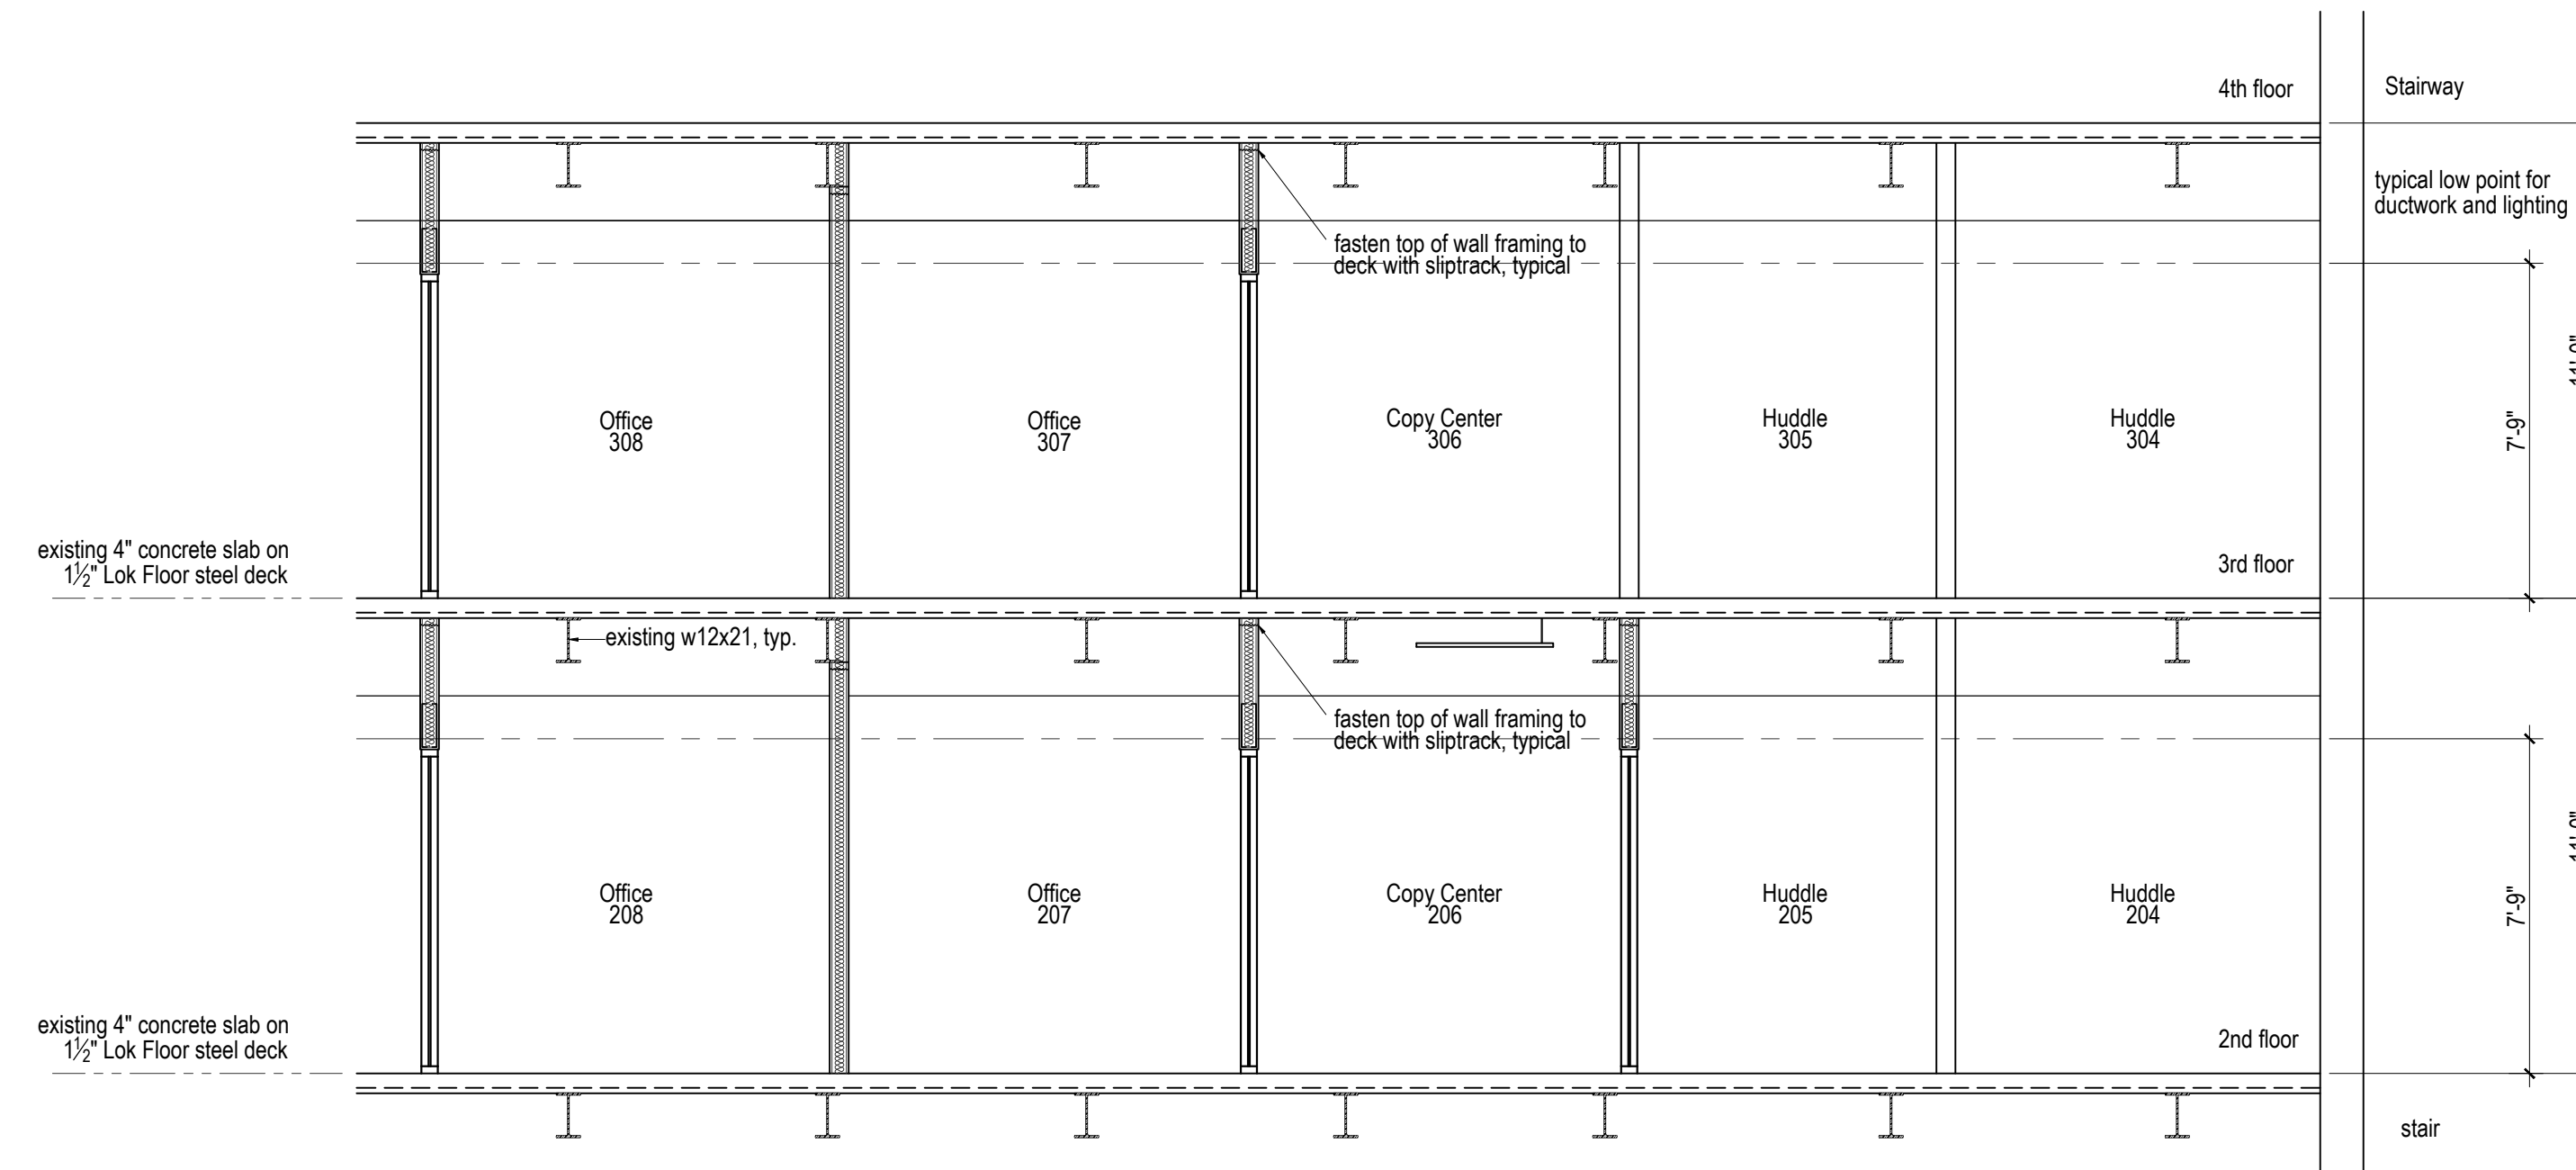 4th floor
Stairway
typical low point for
ductwork and lighting
fasten top of wall framing to
deck with sliptrack, typical
11'-0"
7'-9"
Office
308
Office
307
Copy Center
306
Huddle
305
Huddle
304
existing 4" concrete slab on
1½" Lok Floor steel deck
3rd floor
existing w12x21, typ.
fasten top of wall framing to
deck with sliptrack, typical
11'-0"
7'-9"
Office
208
Office
207
Copy Center
206
Huddle
205
Huddle
204
existing 4" concrete slab on
1½" Lok Floor steel deck
2nd floor
stair